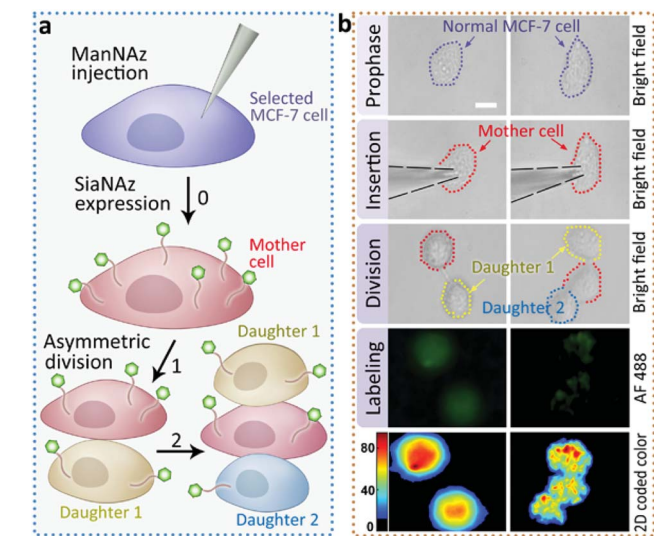 a
ManNAz
injection
Selected
MCF-7 cell
SiaNAz
expression
0
Mother
cell
Asymmetric
division
1
Daughter 1
2
Daughter 1
Daughter 2
b
Prophase
Normal MCF-7 cell
Bright field
Insertion
Mother cell
Bright field
Division
Daughter 1
Daughter 2
Bright field
Labeling
AF 488
80
40
0
2D coded color